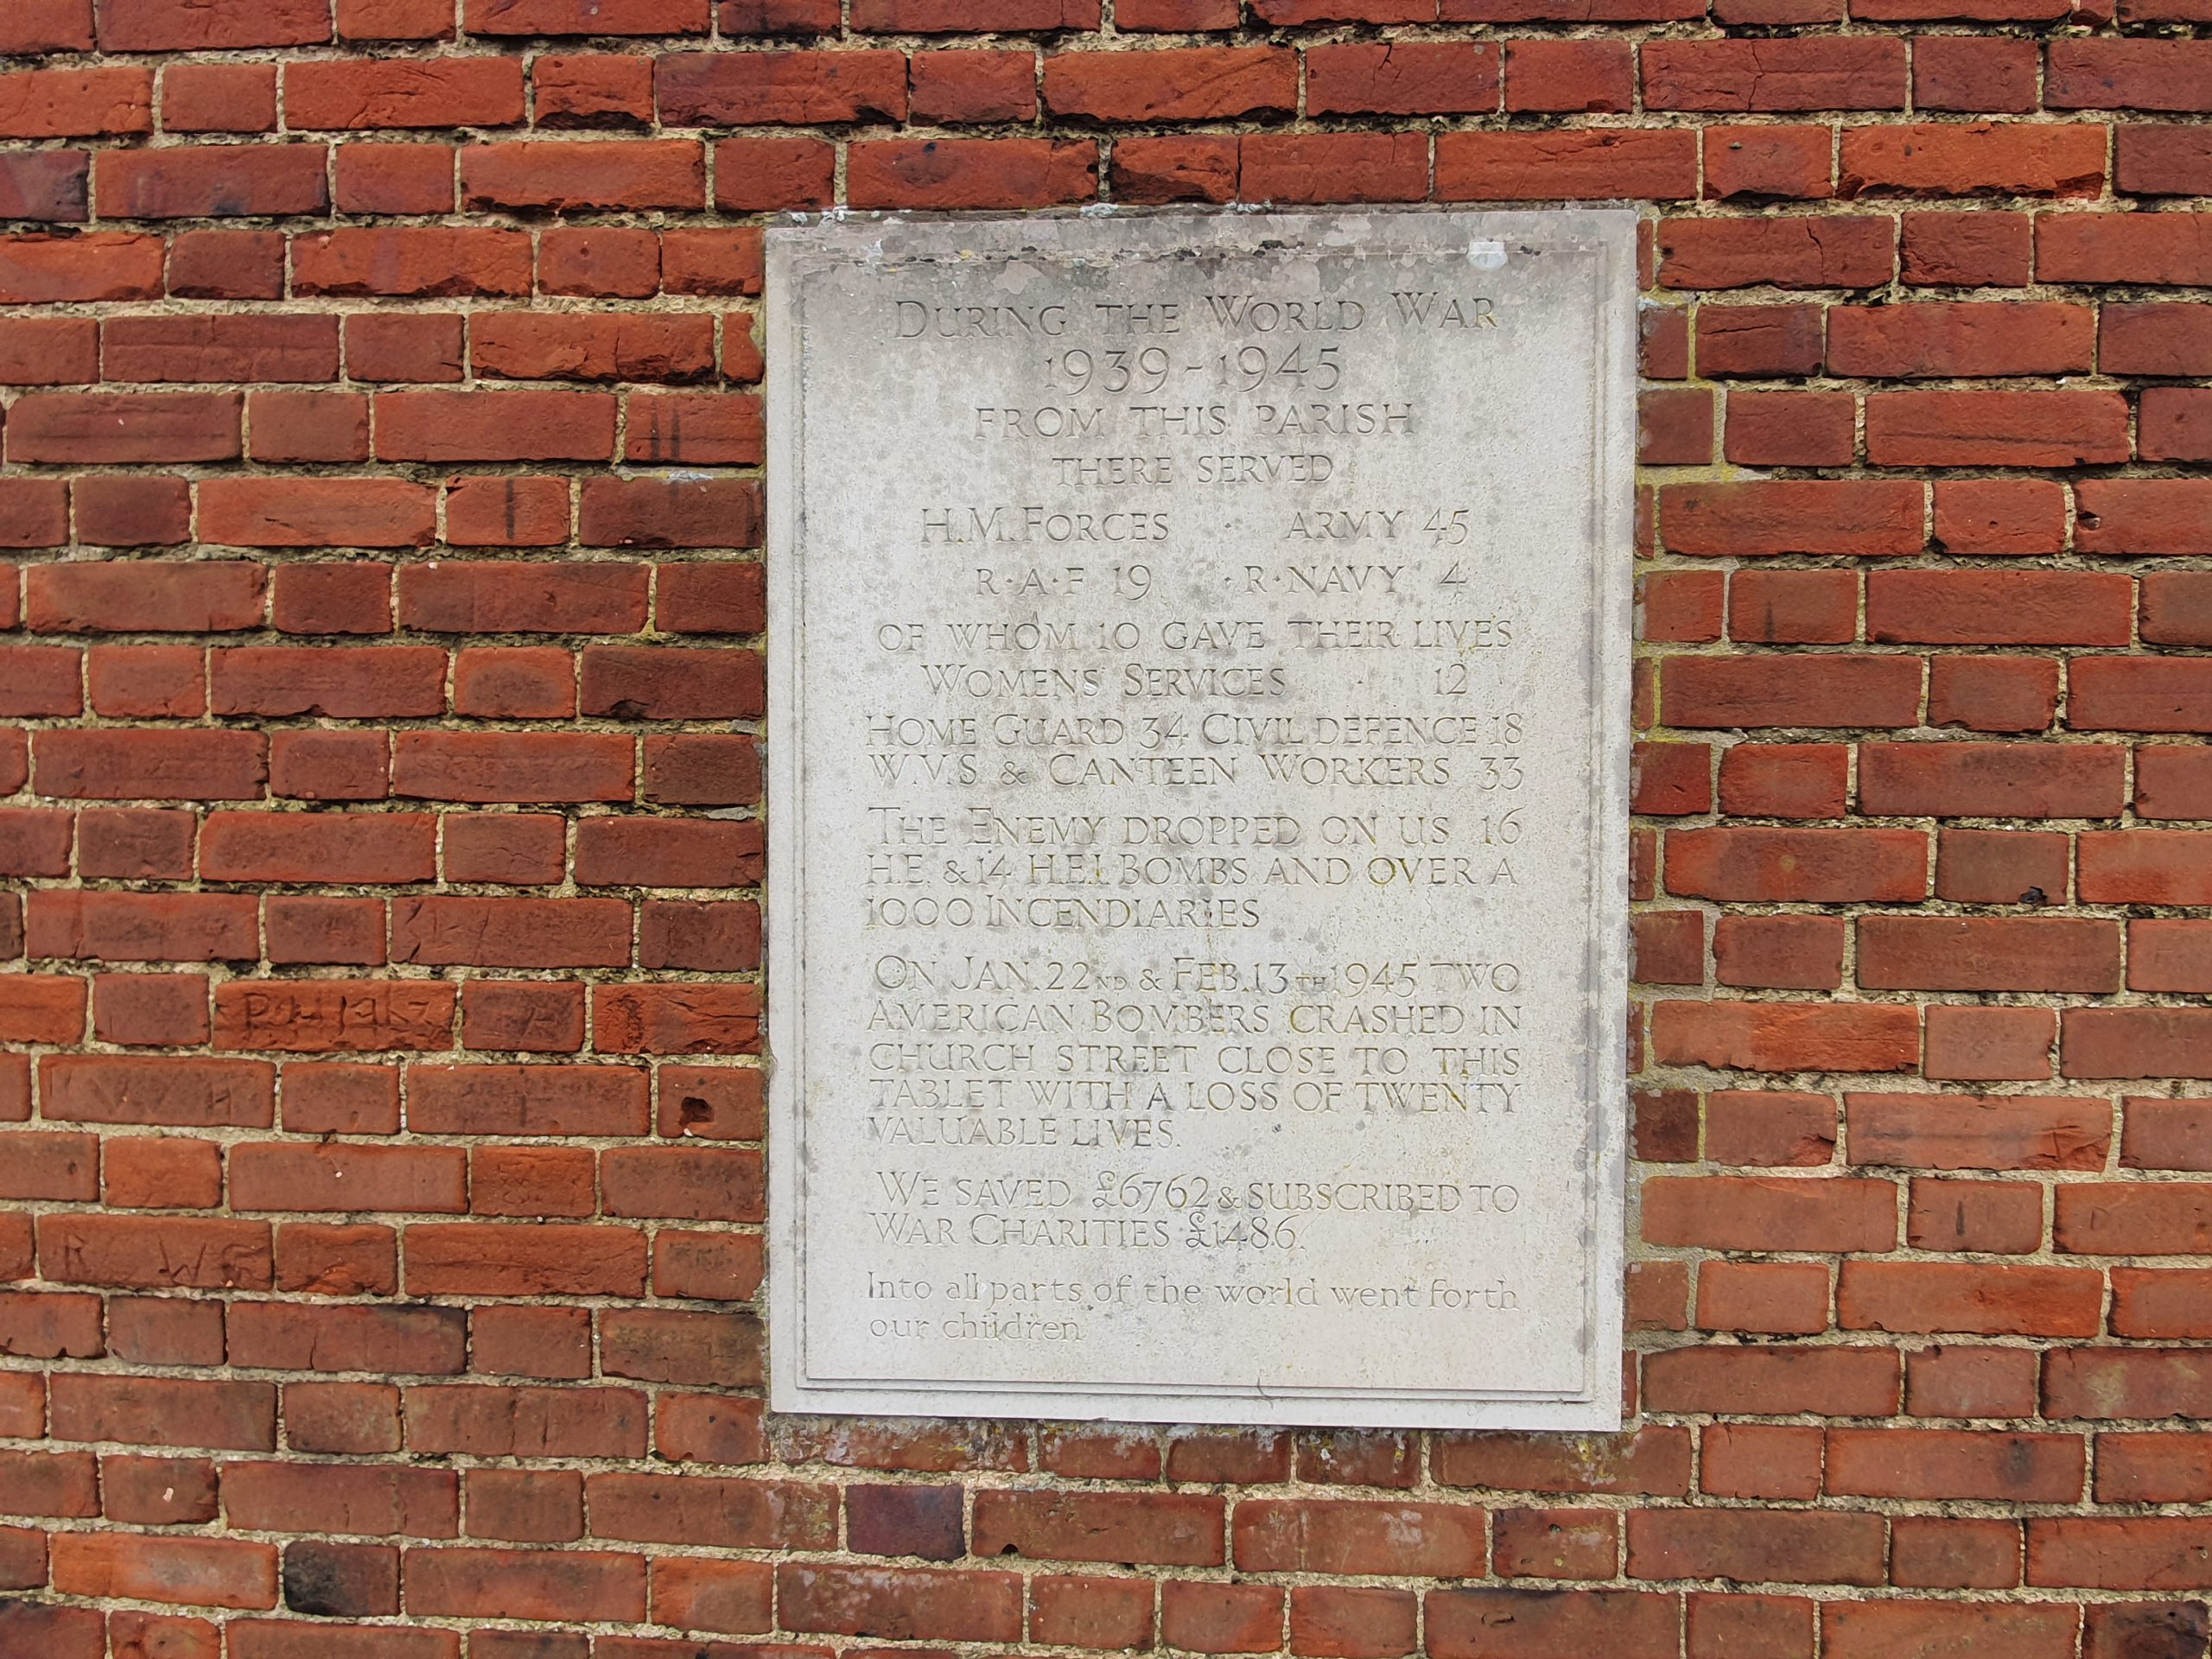 DURING THE WORLD WAR
1939-1945
FROM THIS PARISH
THERE SERVED
H.M. FORCES · ARMY 45
R·A·F 19 · R·NAVY 4
OF WHOM 10 GAVE THEIR LIVES
WOMENS SERVICES · 12
HOME GUARD 34 CIVIL DEFENCE 18
W.V.S. & CANTEEN WORKERS 33
THE ENEMY DROPPED ON US 16
H.E. & 14 H.E.I. BOMBS AND OVER A
1000 INCENDIARIES
ON JAN. 22ND & FEB. 13TH 1945 TWO
AMERICAN BOMBERS CRASHED IN
CHURCH STREET CLOSE TO THIS
TABLET WITH A LOSS OF TWENTY
VALUABLE LIVES.
WE SAVED £6762 & SUBSCRIBED TO
WAR CHARITIES £1486.
Into all parts of the world went forth
our children